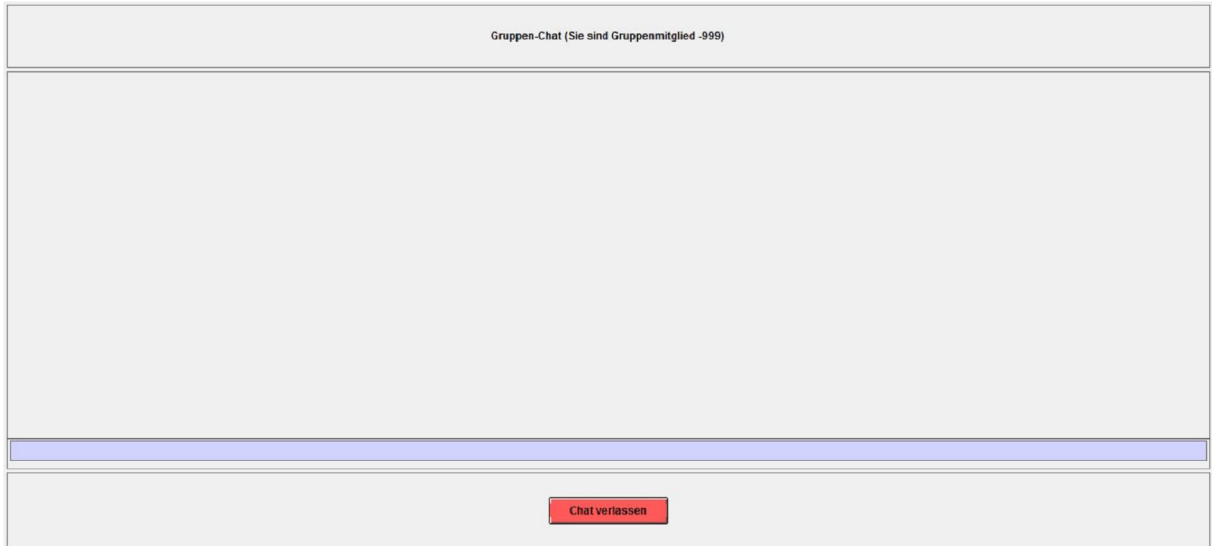 Gruppen-Chat (Sie sind Gruppenmitglied -999)
Chat verlassen